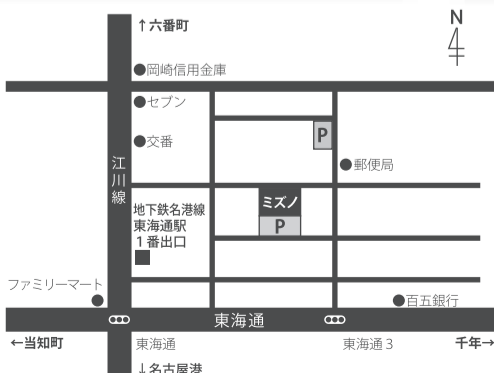 ↑六番町
N
岡崎信用金庫
セブン
交番
P
郵便局
江川線
地下鉄名港線
東海通駅
1番出口
ミズノ
P
ファミリーマート
百五銀行
東海通
←当知町
東海通
東海通3
千年→
↓名古屋港